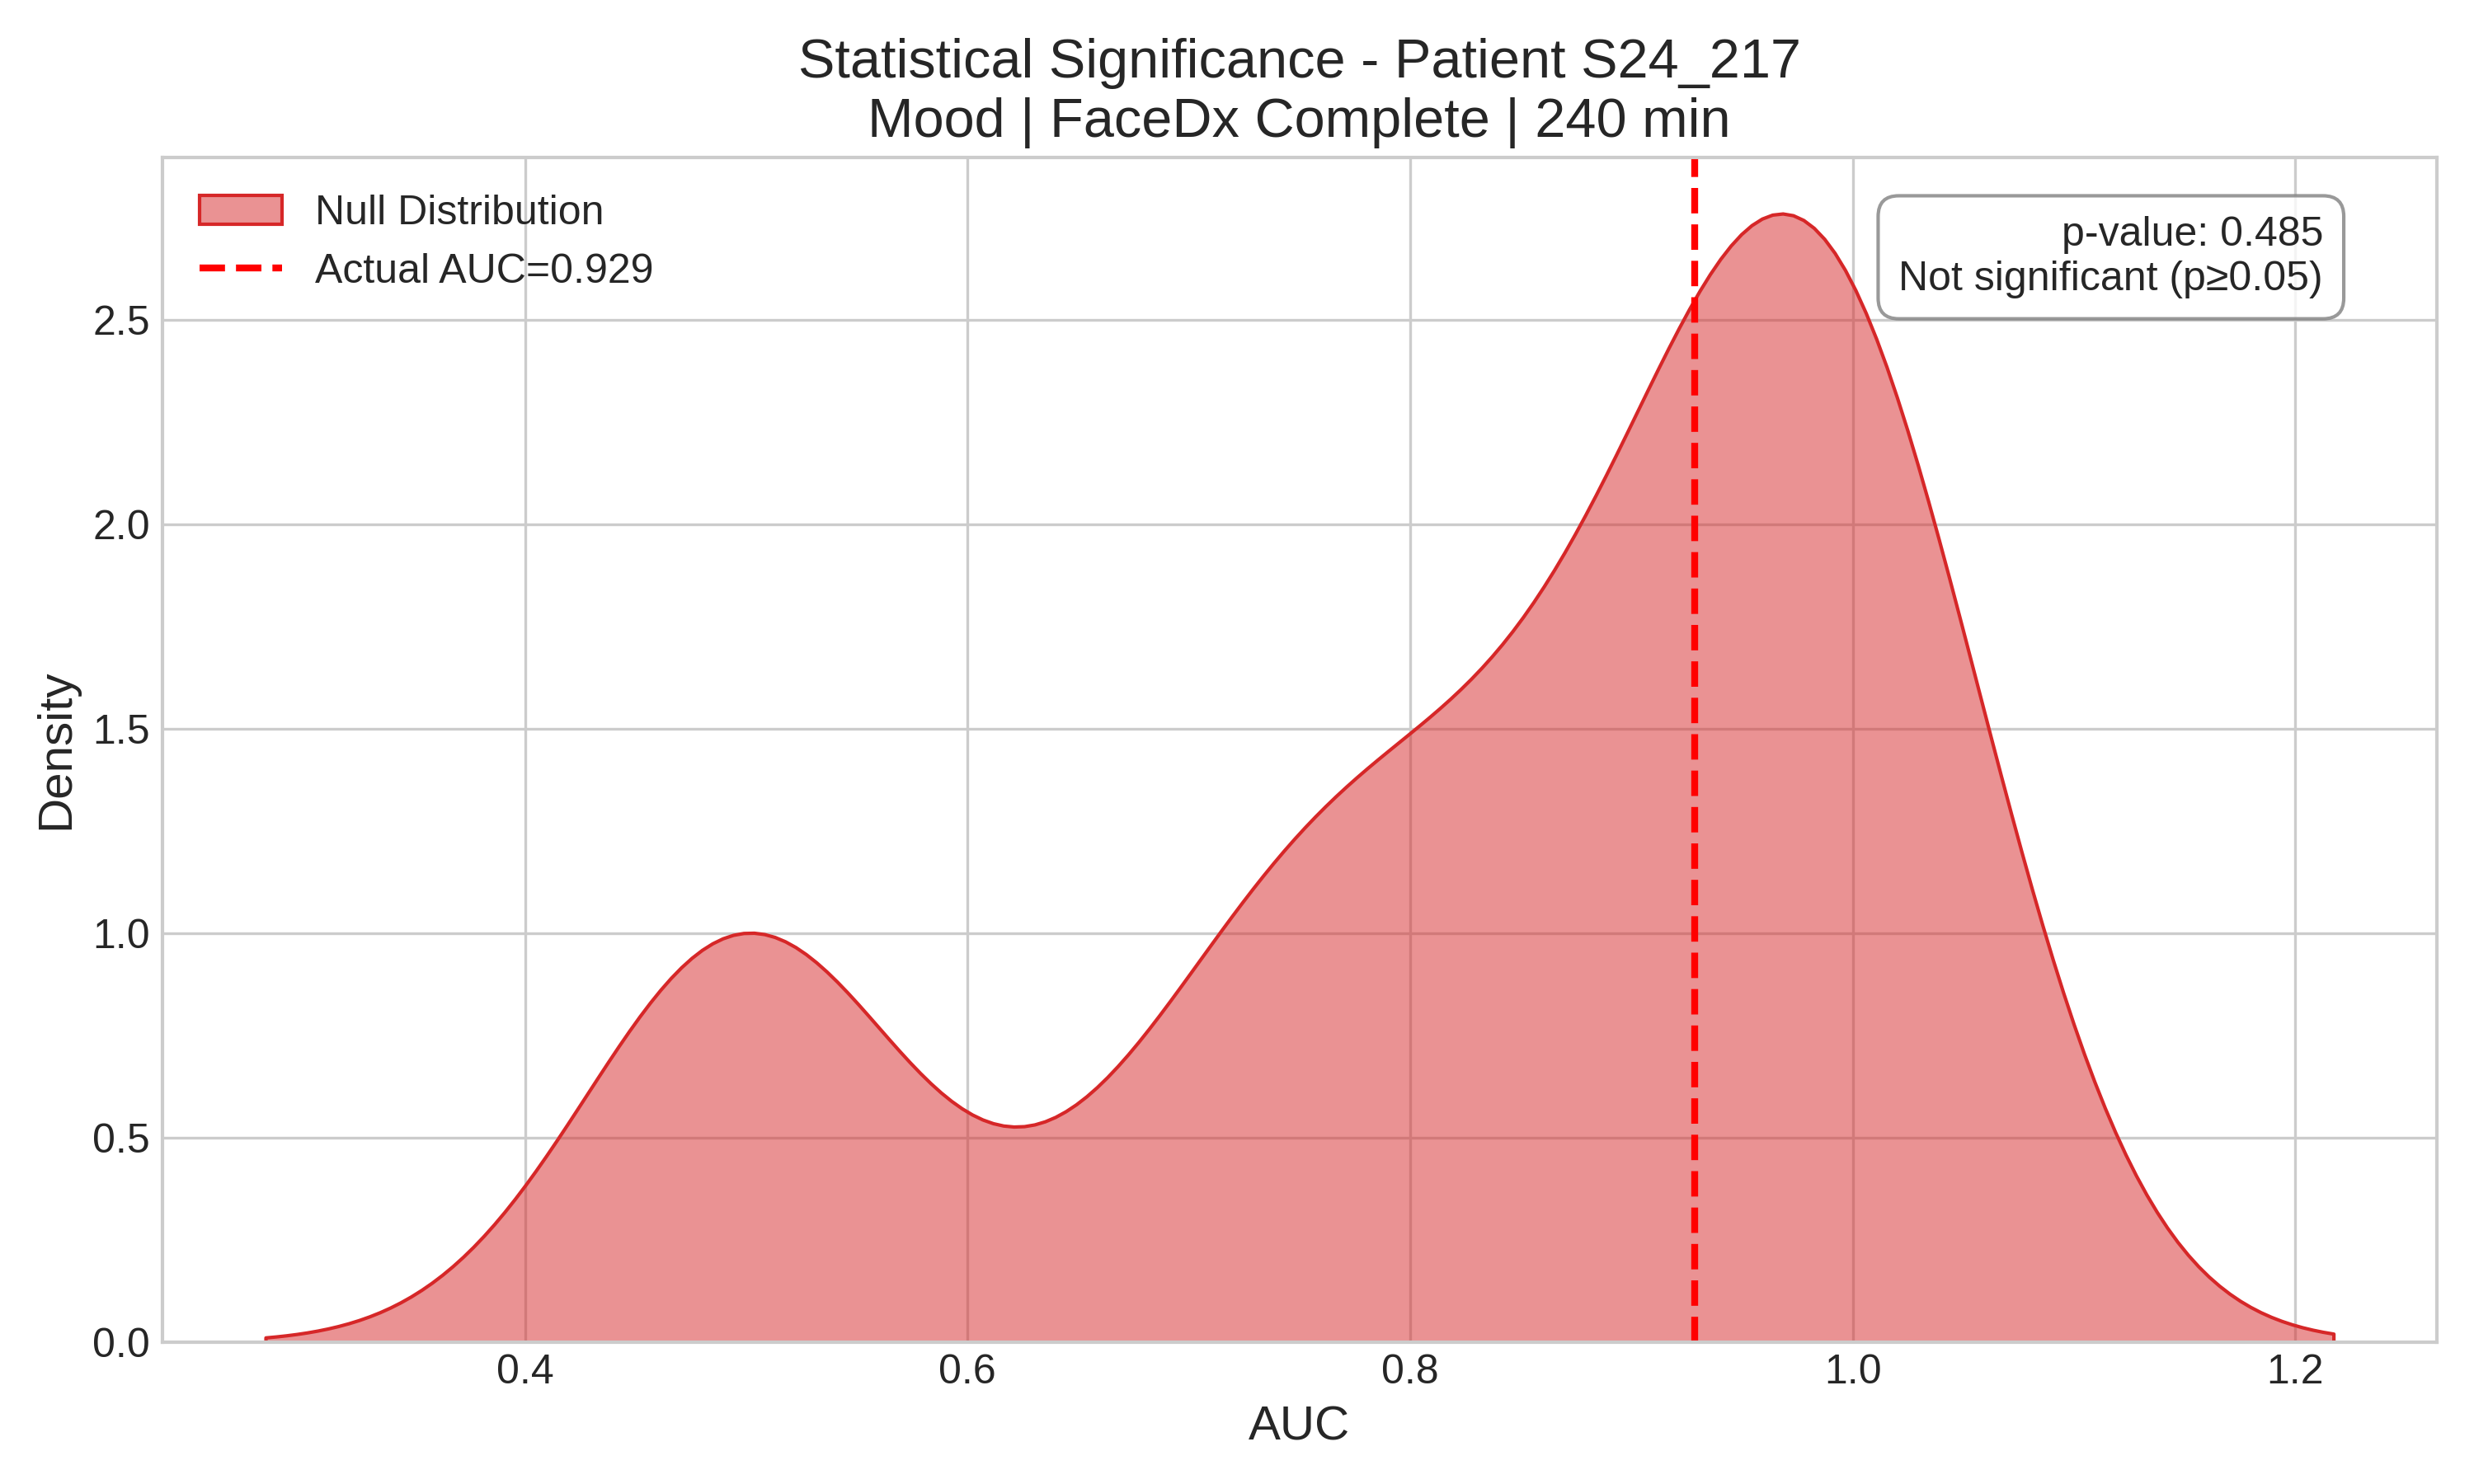 Statistical Significance - Patient S24_217
Mood | FaceDx Complete | 240 min
Null Distribution
Actual AUC=0.929
p-value: 0.485
Not significant (p≥0.05)
Density
2.5
2.0
1.5
1.0
0.5
0.0
0.4
0.6
0.8
1.0
1.2
AUC